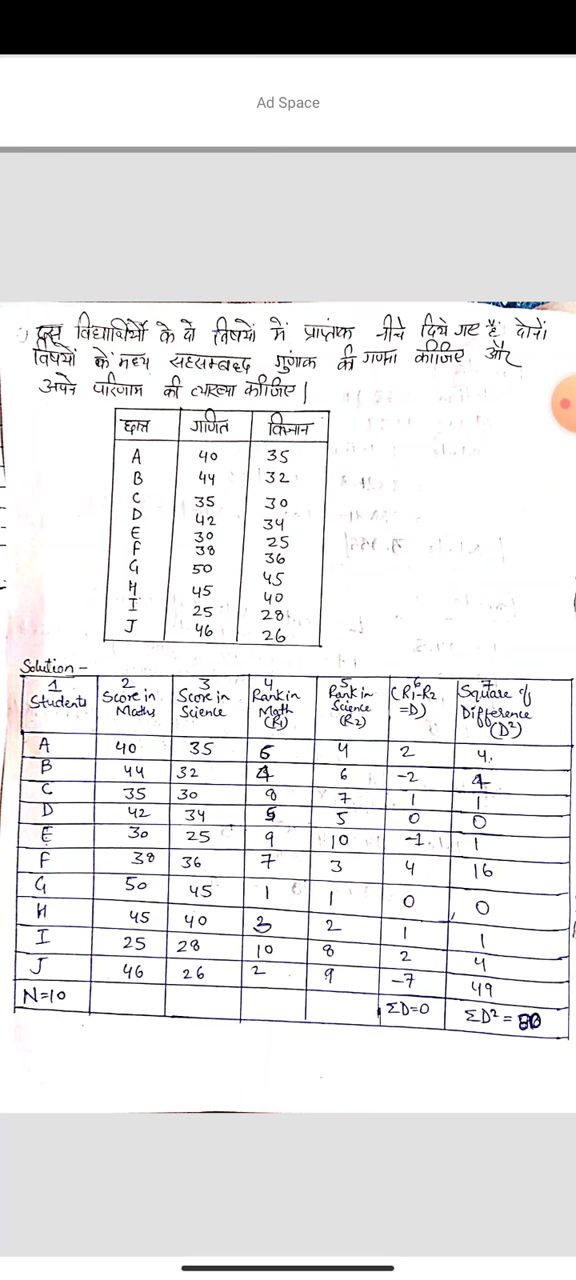 Ad Space
दस विद्यार्थियों के दो विषयों में प्राप्तांक नीचे दिये गए हैं दोनों
विषयों के मध्य सहसम्बद्ध गुणांक की गणना कीजिए और
अपने परिणाम की व्याख्या कीजिए |
छात्र गणित विज्ञान
A 40 35
B 44 32
C 35 30
D 42 34
E 30 25
F 38 36
G 50 45
H 45 40
I 25 28
J 46 26
Solution -
1 2 3 4 5 6 7
Students Score in Maths Score in Science Rank in Math (R1) Rank in Science (R2) (R1-R2 =D) Square of Difference (D²)
A 40 35 6 4 2 4
B 44 32 4 6 -2 4
C 35 30 8 7 1 1
D 42 34 5 5 0 0
E 30 25 9 10 -1 1
F 38 36 7 3 4 16
G 50 45 1 1 0 0
H 45 40 3 2 1 1
I 25 28 10 8 2 4
J 46 26 2 9 -7 49
N=10 ΣD=0 ΣD² = 80